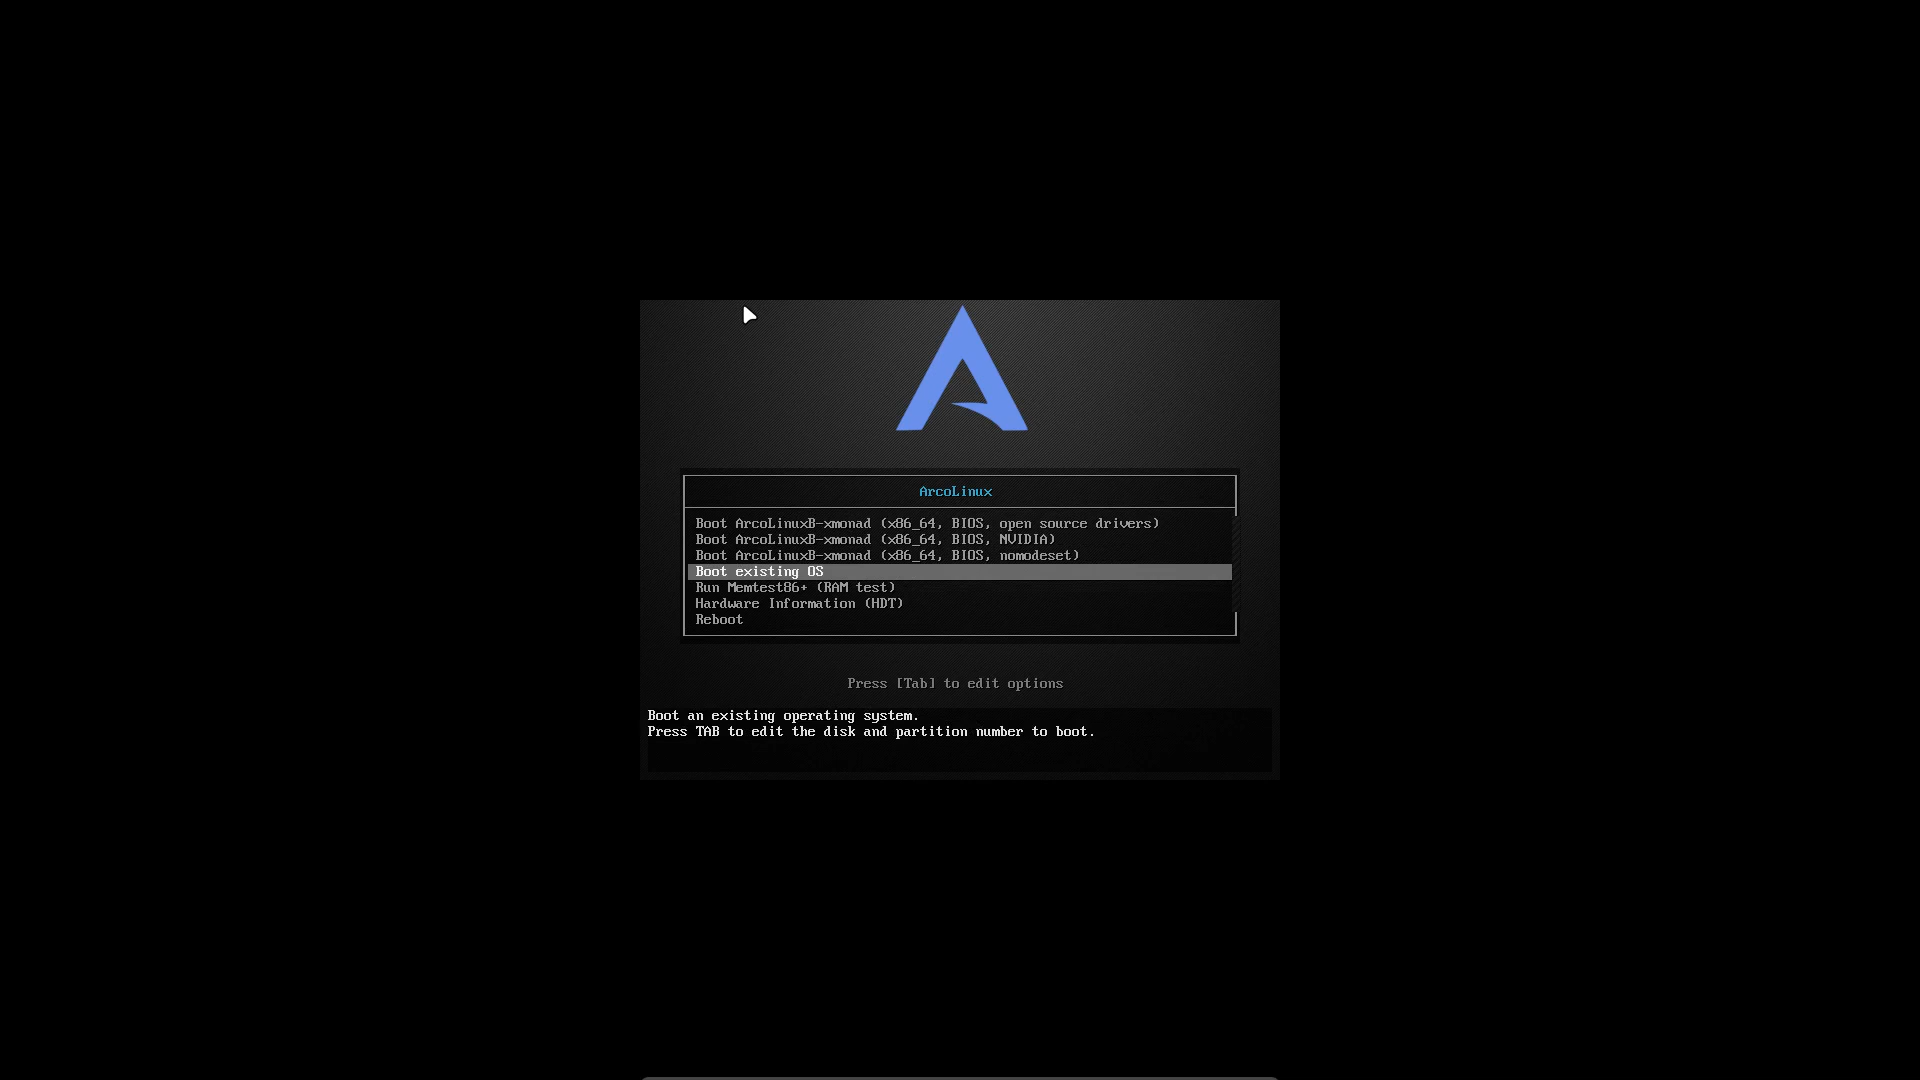 ArcoLinux
Boot ArcoLinuxB-xmonad (x86_64, BIOS, open source drivers)
Boot ArcoLinuxB-xmonad (x86_64, BIOS, NVIDIA)
Boot ArcoLinuxB-xmonad (x86_64, BIOS, nomodeset)
Boot existing OS
Run Memtest86+ (RAM test)
Hardware Information (HDT)
Reboot
Press [Tab] to edit options
Boot an existing operating system.
Press TAB to edit the disk and partition number to boot.